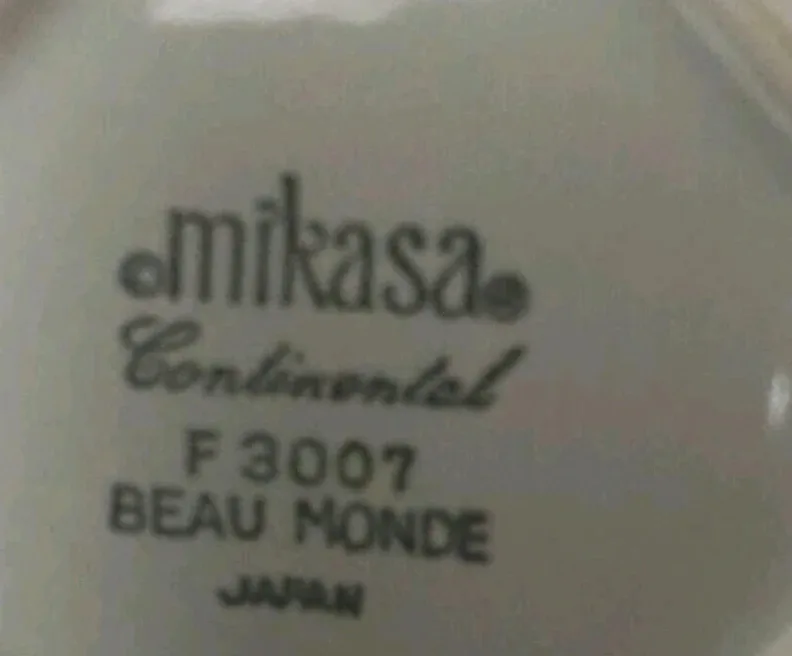 ©mikasa®
Continental
F 3007
BEAU MONDE
JAPAN